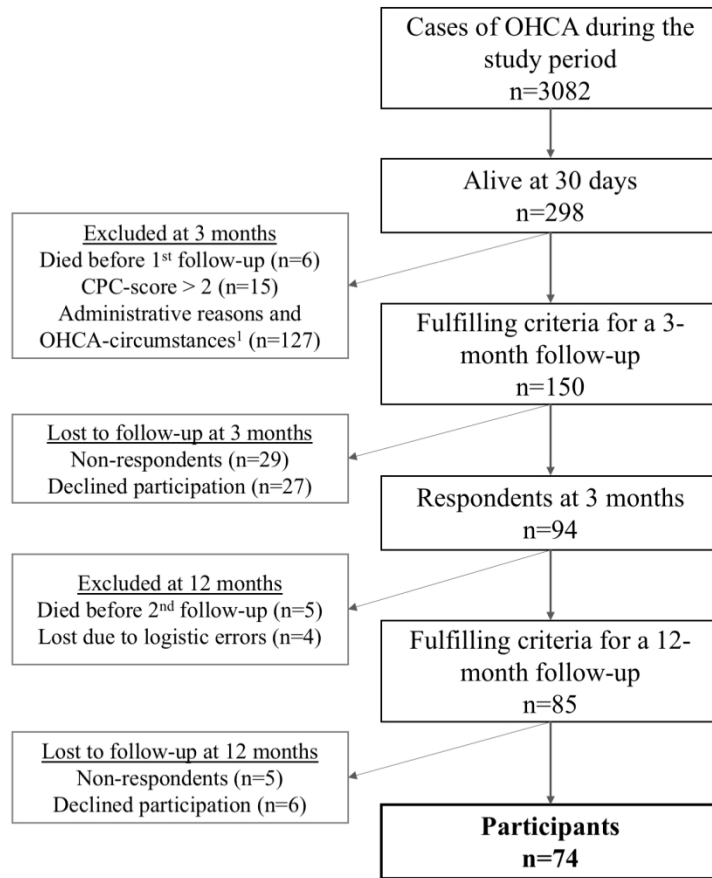 Cases of OHCA during the
study period
n=3082
Alive at 30 days
n=298
Excluded at 3 months
Died before 1st follow-up (n=6)
CPC-score > 2 (n=15)
Administrative reasons and
OHCA-circumstances1 (n=127)
Fulfilling criteria for a 3-
month follow-up
n=150
Lost to follow-up at 3 months
Non-respondents (n=29)
Declined participation (n=27)
Respondents at 3 months
n=94
Excluded at 12 months
Died before 2nd follow-up (n=5)
Lost due to logistic errors (n=4)
Fulfilling criteria for a 12-
month follow-up
n=85
Lost to follow-up at 12 months
Non-respondents (n=5)
Declined participation (n=6)
Participants
n=74